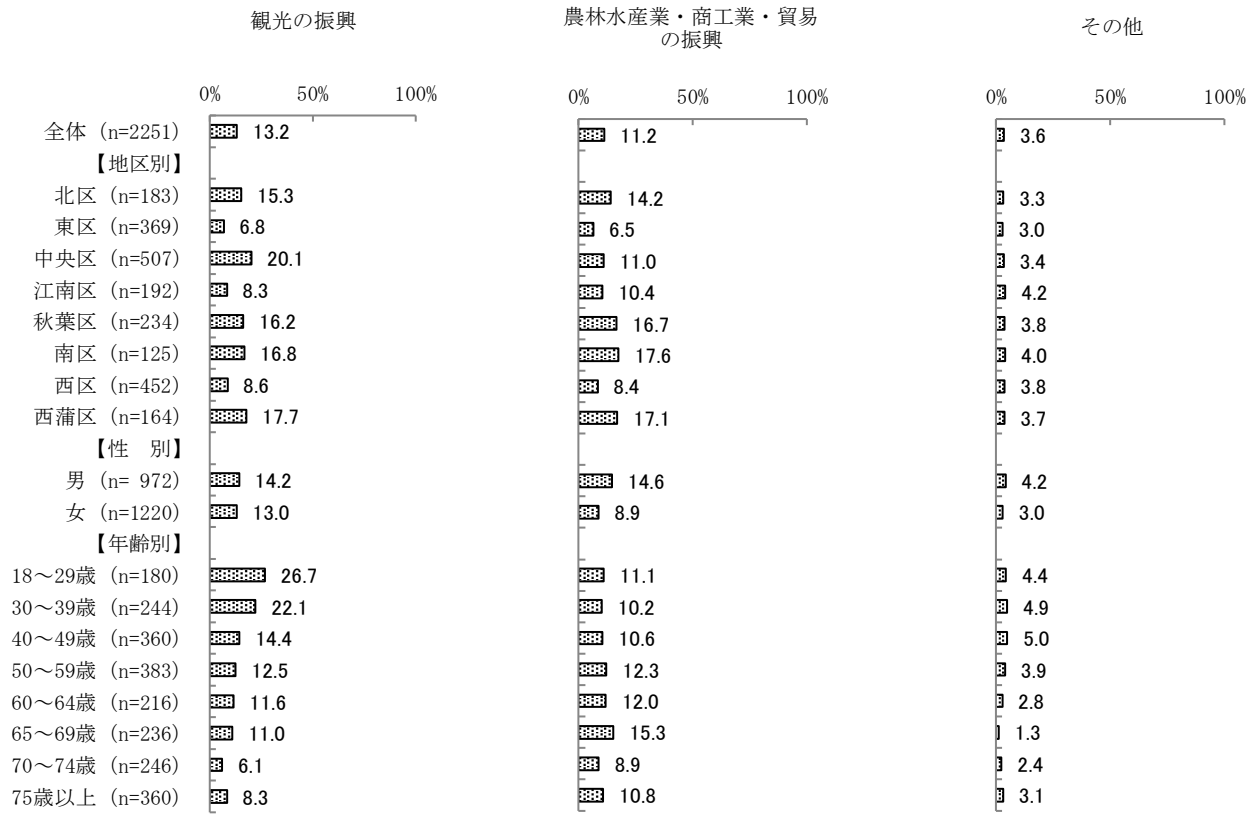 観光の振興
農林水産業・商工業・貿易
の振興
その他
0% 50% 100%
0% 50% 100%
0% 50% 100%
全体 (n=2251) 13.2 11.2 3.6
【地区別】
北区 (n=183) 15.3 14.2 3.3
東区 (n=369) 6.8 6.5 3.0
中央区 (n=507) 20.1 11.0 3.4
江南区 (n=192) 8.3 10.4 4.2
秋葉区 (n=234) 16.2 16.7 3.8
南区 (n=125) 16.8 17.6 4.0
西区 (n=452) 8.6 8.4 3.8
西蒲区 (n=164) 17.7 17.1 3.7
【性　別】
男 (n= 972) 14.2 14.6 4.2
女 (n=1220) 13.0 8.9 3.0
【年齢別】
18～29歳 (n=180) 26.7 11.1 4.4
30～39歳 (n=244) 22.1 10.2 4.9
40～49歳 (n=360) 14.4 10.6 5.0
50～59歳 (n=383) 12.5 12.3 3.9
60～64歳 (n=216) 11.6 12.0 2.8
65～69歳 (n=236) 11.0 15.3 1.3
70～74歳 (n=246) 6.1 8.9 2.4
75歳以上 (n=360) 8.3 10.8 3.1